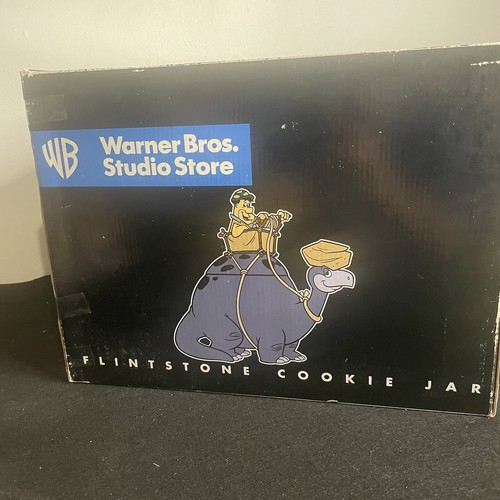 WB
Warner Bros.
Studio Store
FLINTSTONE COOKIE JAR